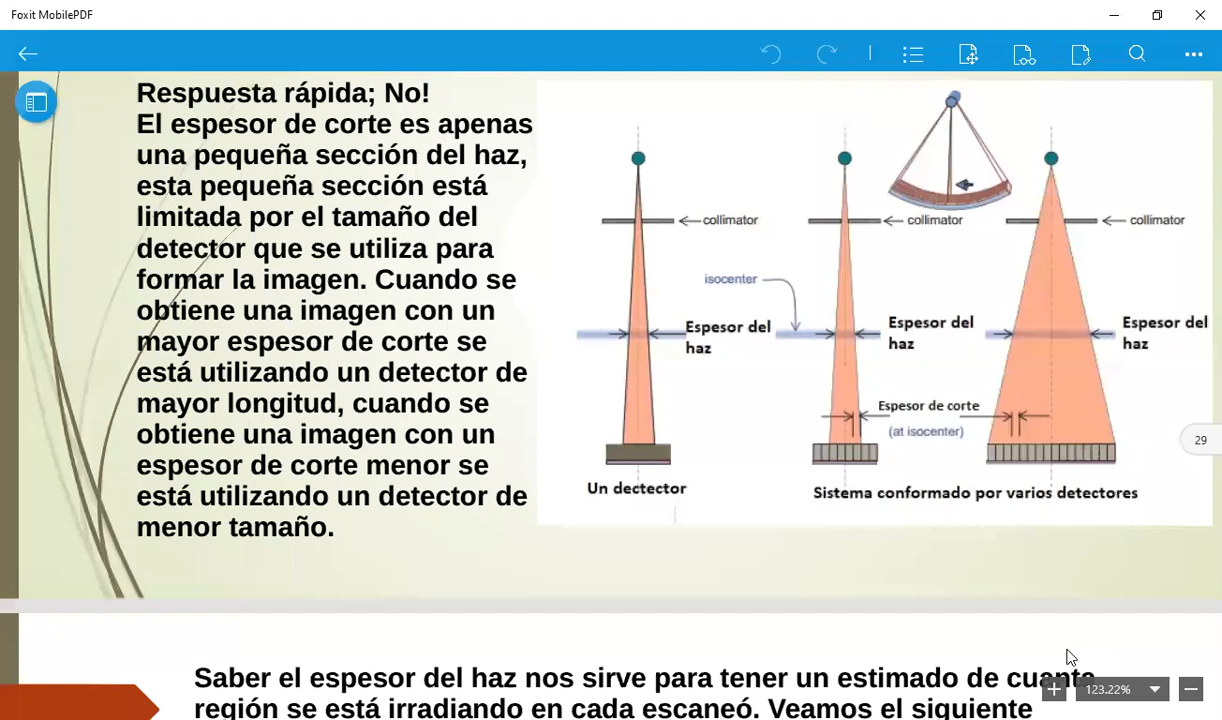 Foxit MobilePDF
Respuesta rápida; No!
El espesor de corte es apenas
una pequeña sección del haz,
esta pequeña sección está
limitada por el tamaño del
detector que se utiliza para
formar la imagen. Cuando se
obtiene una imagen con un
mayor espesor de corte se
está utilizando un detector de
mayor longitud, cuando se
obtiene una imagen con un
espesor de corte menor se
está utilizando un detector de
menor tamaño.
collimator
collimator
collimator
isocenter
Espesor del
haz
Espesor del
haz
Espesor del
haz
Espesor de corte
(at isocenter)
Un dectector
Sistema conformado por varios detectores
29
Saber el espesor del haz nos sirve para tener un estimado de cuanta
región se está irradiando en cada escaneó. Veamos el siguiente
123.22%